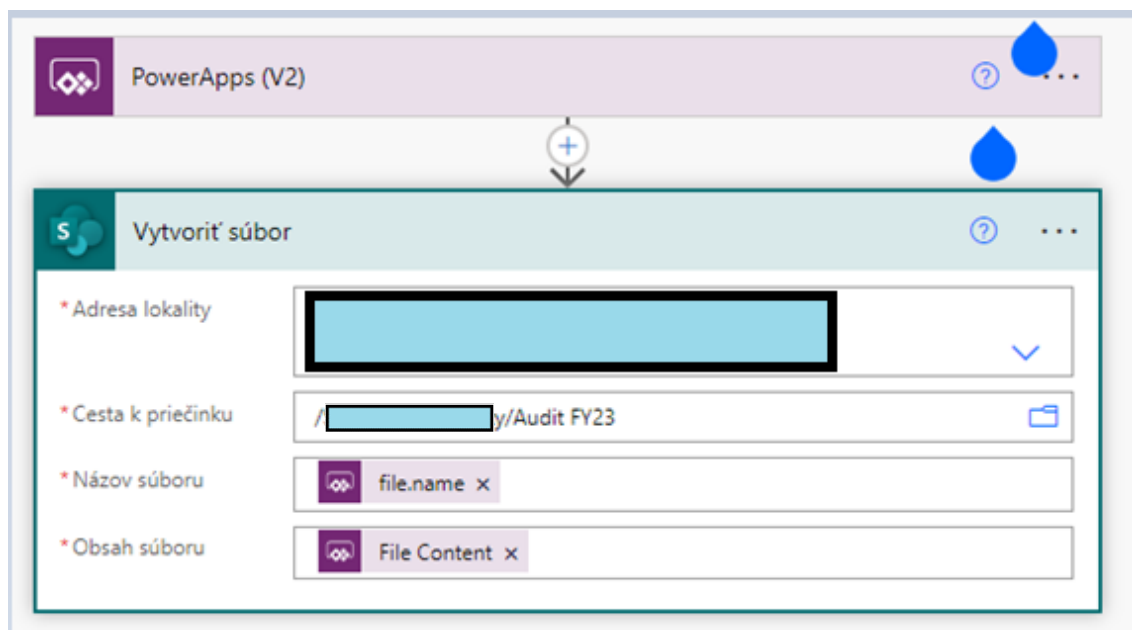 PowerApps (V2)
Vytvoriť súbor
S
* Adresa lokality
* Cesta k priečinku
/ y/Audit FY23
* Názov súboru
file.name ×
* Obsah súboru
File Content ×